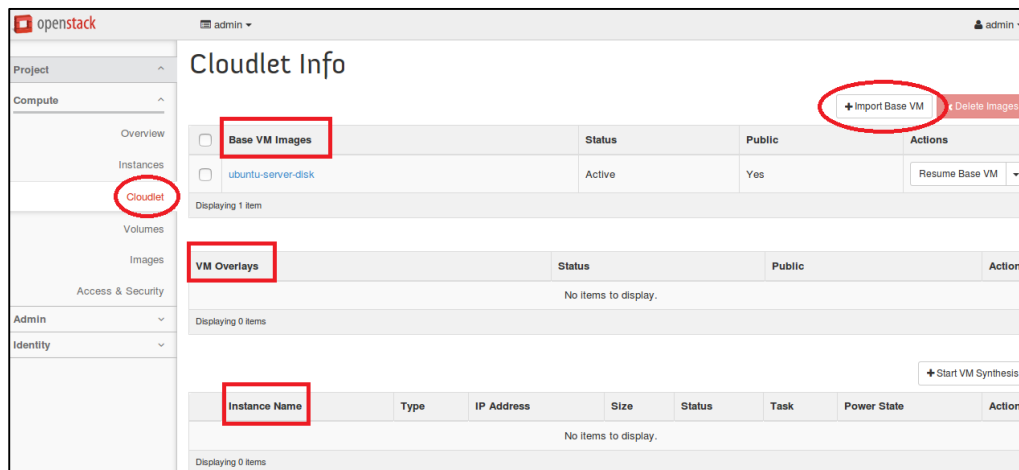 openstack
admin
admin
Project
Compute
Overview
Instances
Cloudlet
Volumes
Images
Access & Security
Admin
Identity
Cloudlet Info
+ Import Base VM
Delete Images
Base VM Images Status Public Actions
ubuntu-server-disk Active Yes Resume Base VM
Displaying 1 item
VM Overlays Status Public Action
No items to display.
Displaying 0 items
+ Start VM Synthesis
Instance Name Type IP Address Size Status Task Power State Action
No items to display.
Displaying 0 items